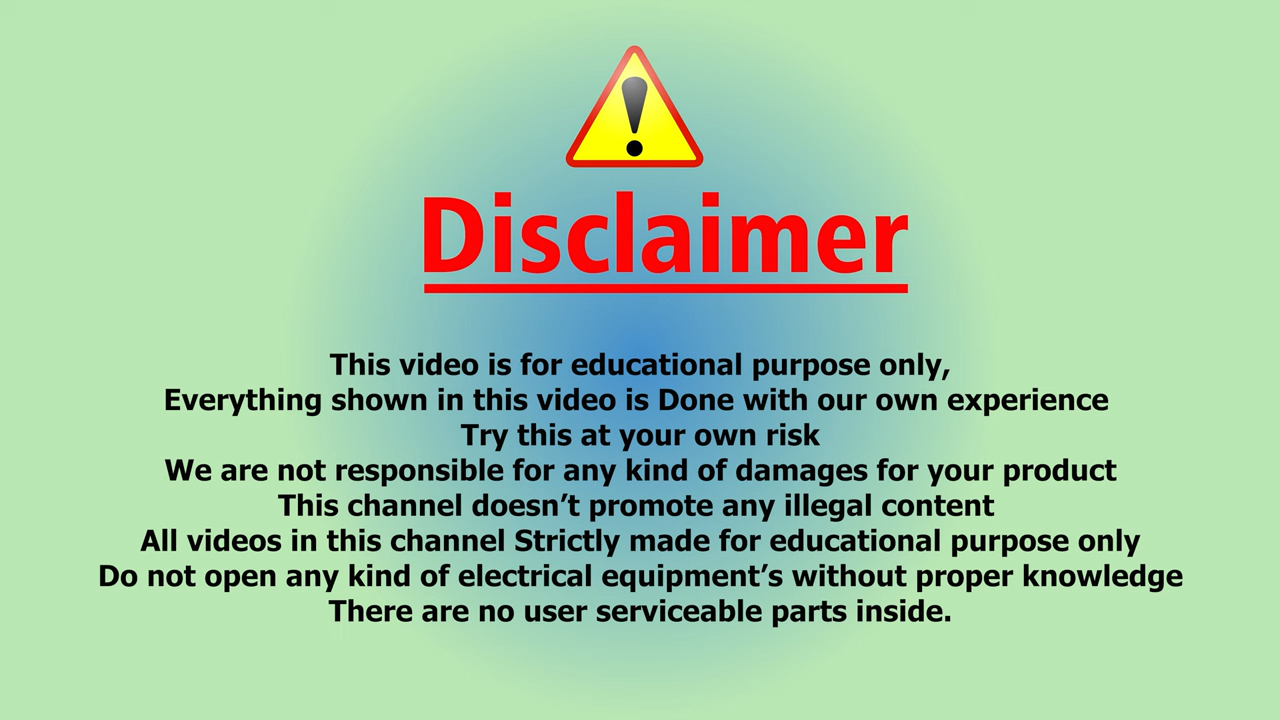 Disclaimer
This video is for educational purpose only,
Everything shown in this video is Done with our own experience
Try this at your own risk
We are not responsible for any kind of damages for your product
This channel doesn’t promote any illegal content
All videos in this channel Strictly made for educational purpose only
Do not open any kind of electrical equipment’s without proper knowledge
There are no user serviceable parts inside.